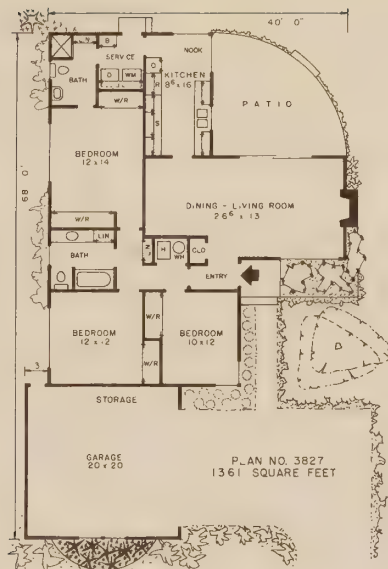 40' 0"
NOOK
B
SERVICE
BATH
D
WM
O
KITCHEN
8⁶ x 16
R
S
W/R
PATIO
BEDROOM
12 x 14
68' 0"
DINING - LIVING ROOM
26⁶ x 13
W/R
LIN
BATH
H
WH
CLO
ENTRY
W/R
BEDROOM
12 x 12
BEDROOM
10 x 12
W/R
3
STORAGE
GARAGE
20 x 20
PLAN NO. 3827
1361 SQUARE FEET